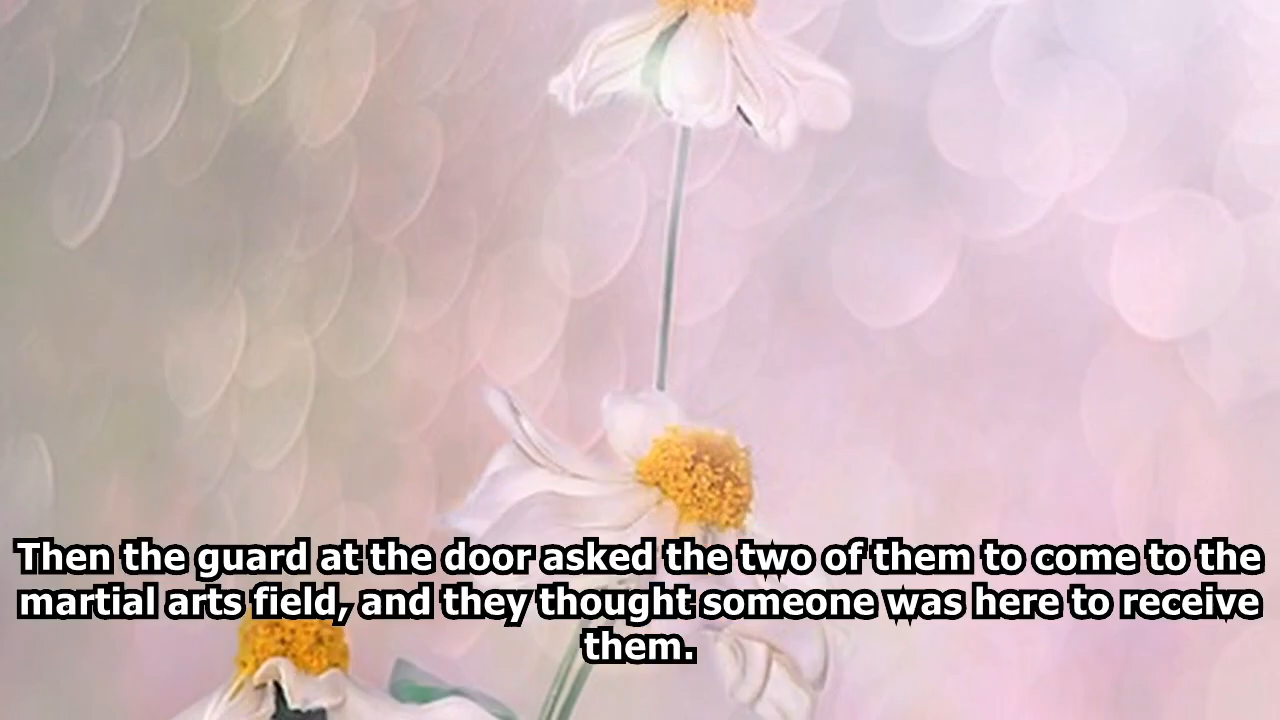 Then the guard at the door asked the two of them to come to the
martial arts field, and they thought someone was here to receive
them.